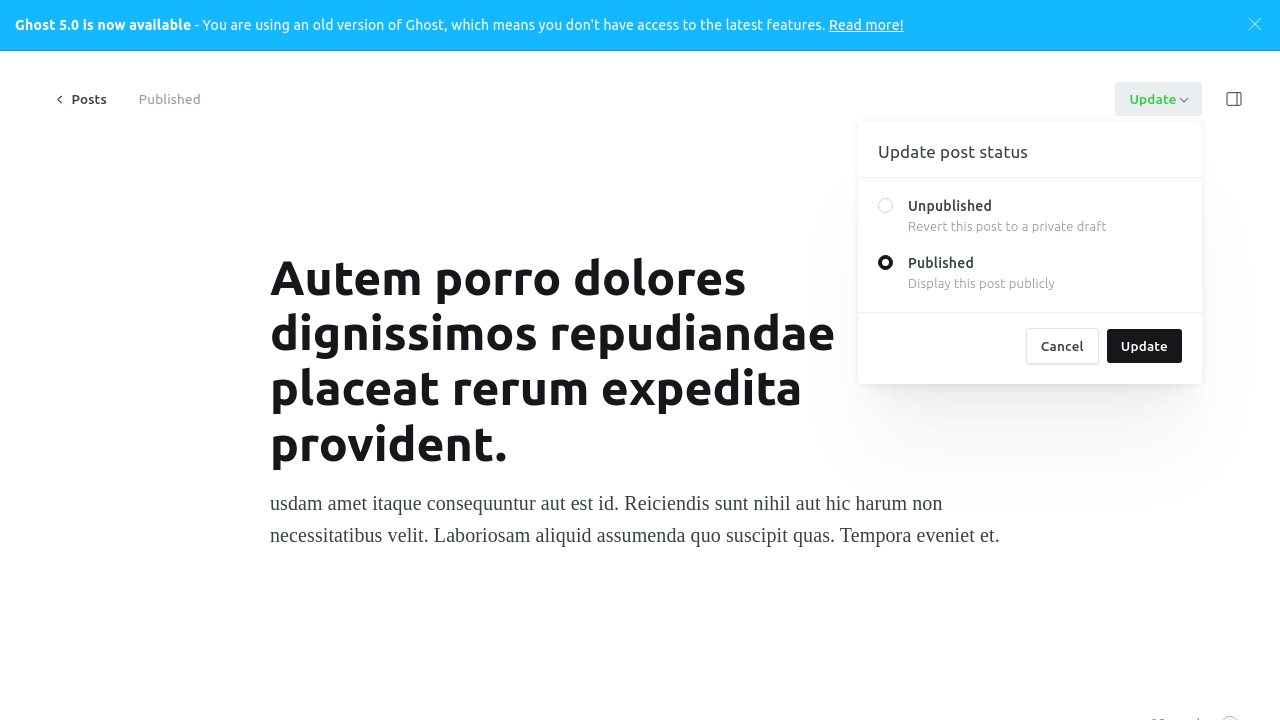 Ghost 5.0 is now available - You are using an old version of Ghost, which means you don't have access to the latest features. Read more!
Posts
Published
Update
Update post status
Unpublished
Revert this post to a private draft
Published
Display this post publicly
Cancel
Update
Autem porro dolores
dignissimos repudiandae
placeat rerum expedita
provident.
usdam amet itaque consequuntur aut est id. Reiciendis sunt nihil aut hic harum non
necessitatibus velit. Laboriosam aliquid assumenda quo suscipit quas. Tempora eveniet et.